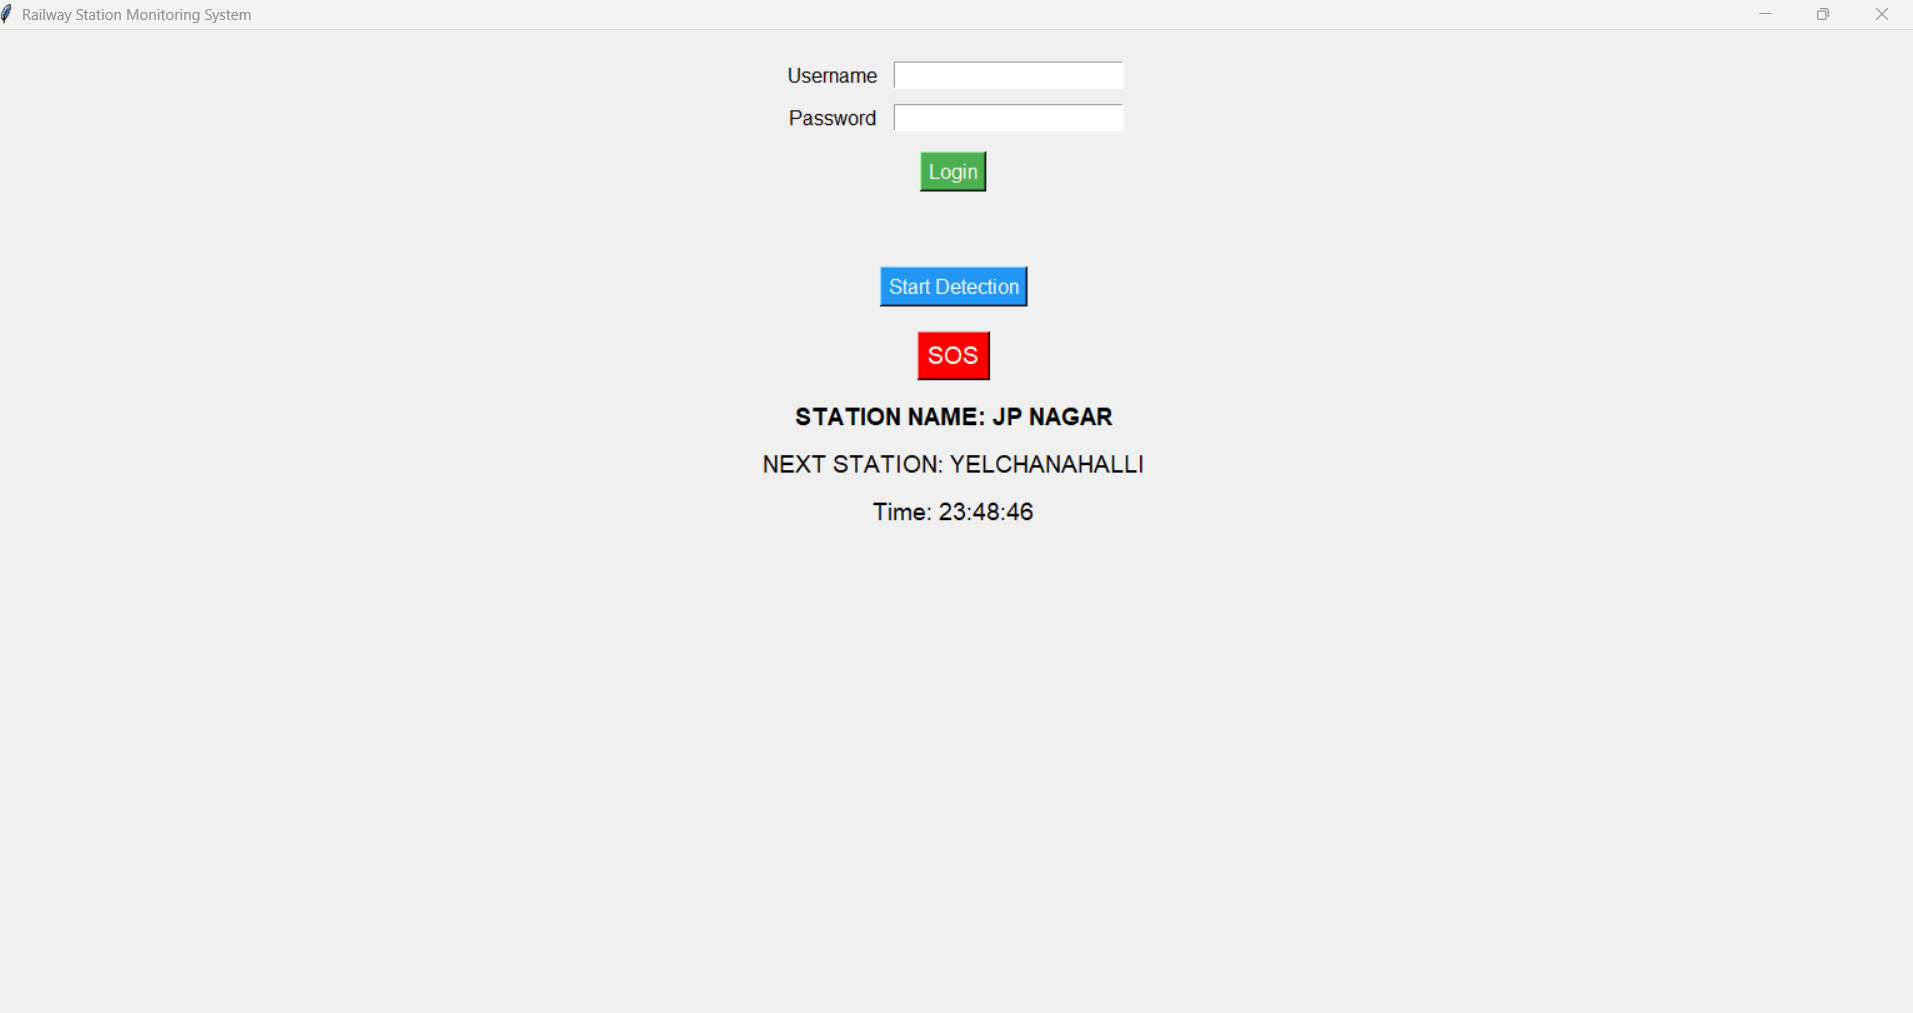 Railway Station Monitoring System
Username
Password
Login
Start Detection
SOS
STATION NAME: JP NAGAR
NEXT STATION: YELCHANAHALLI
Time: 23:48:46